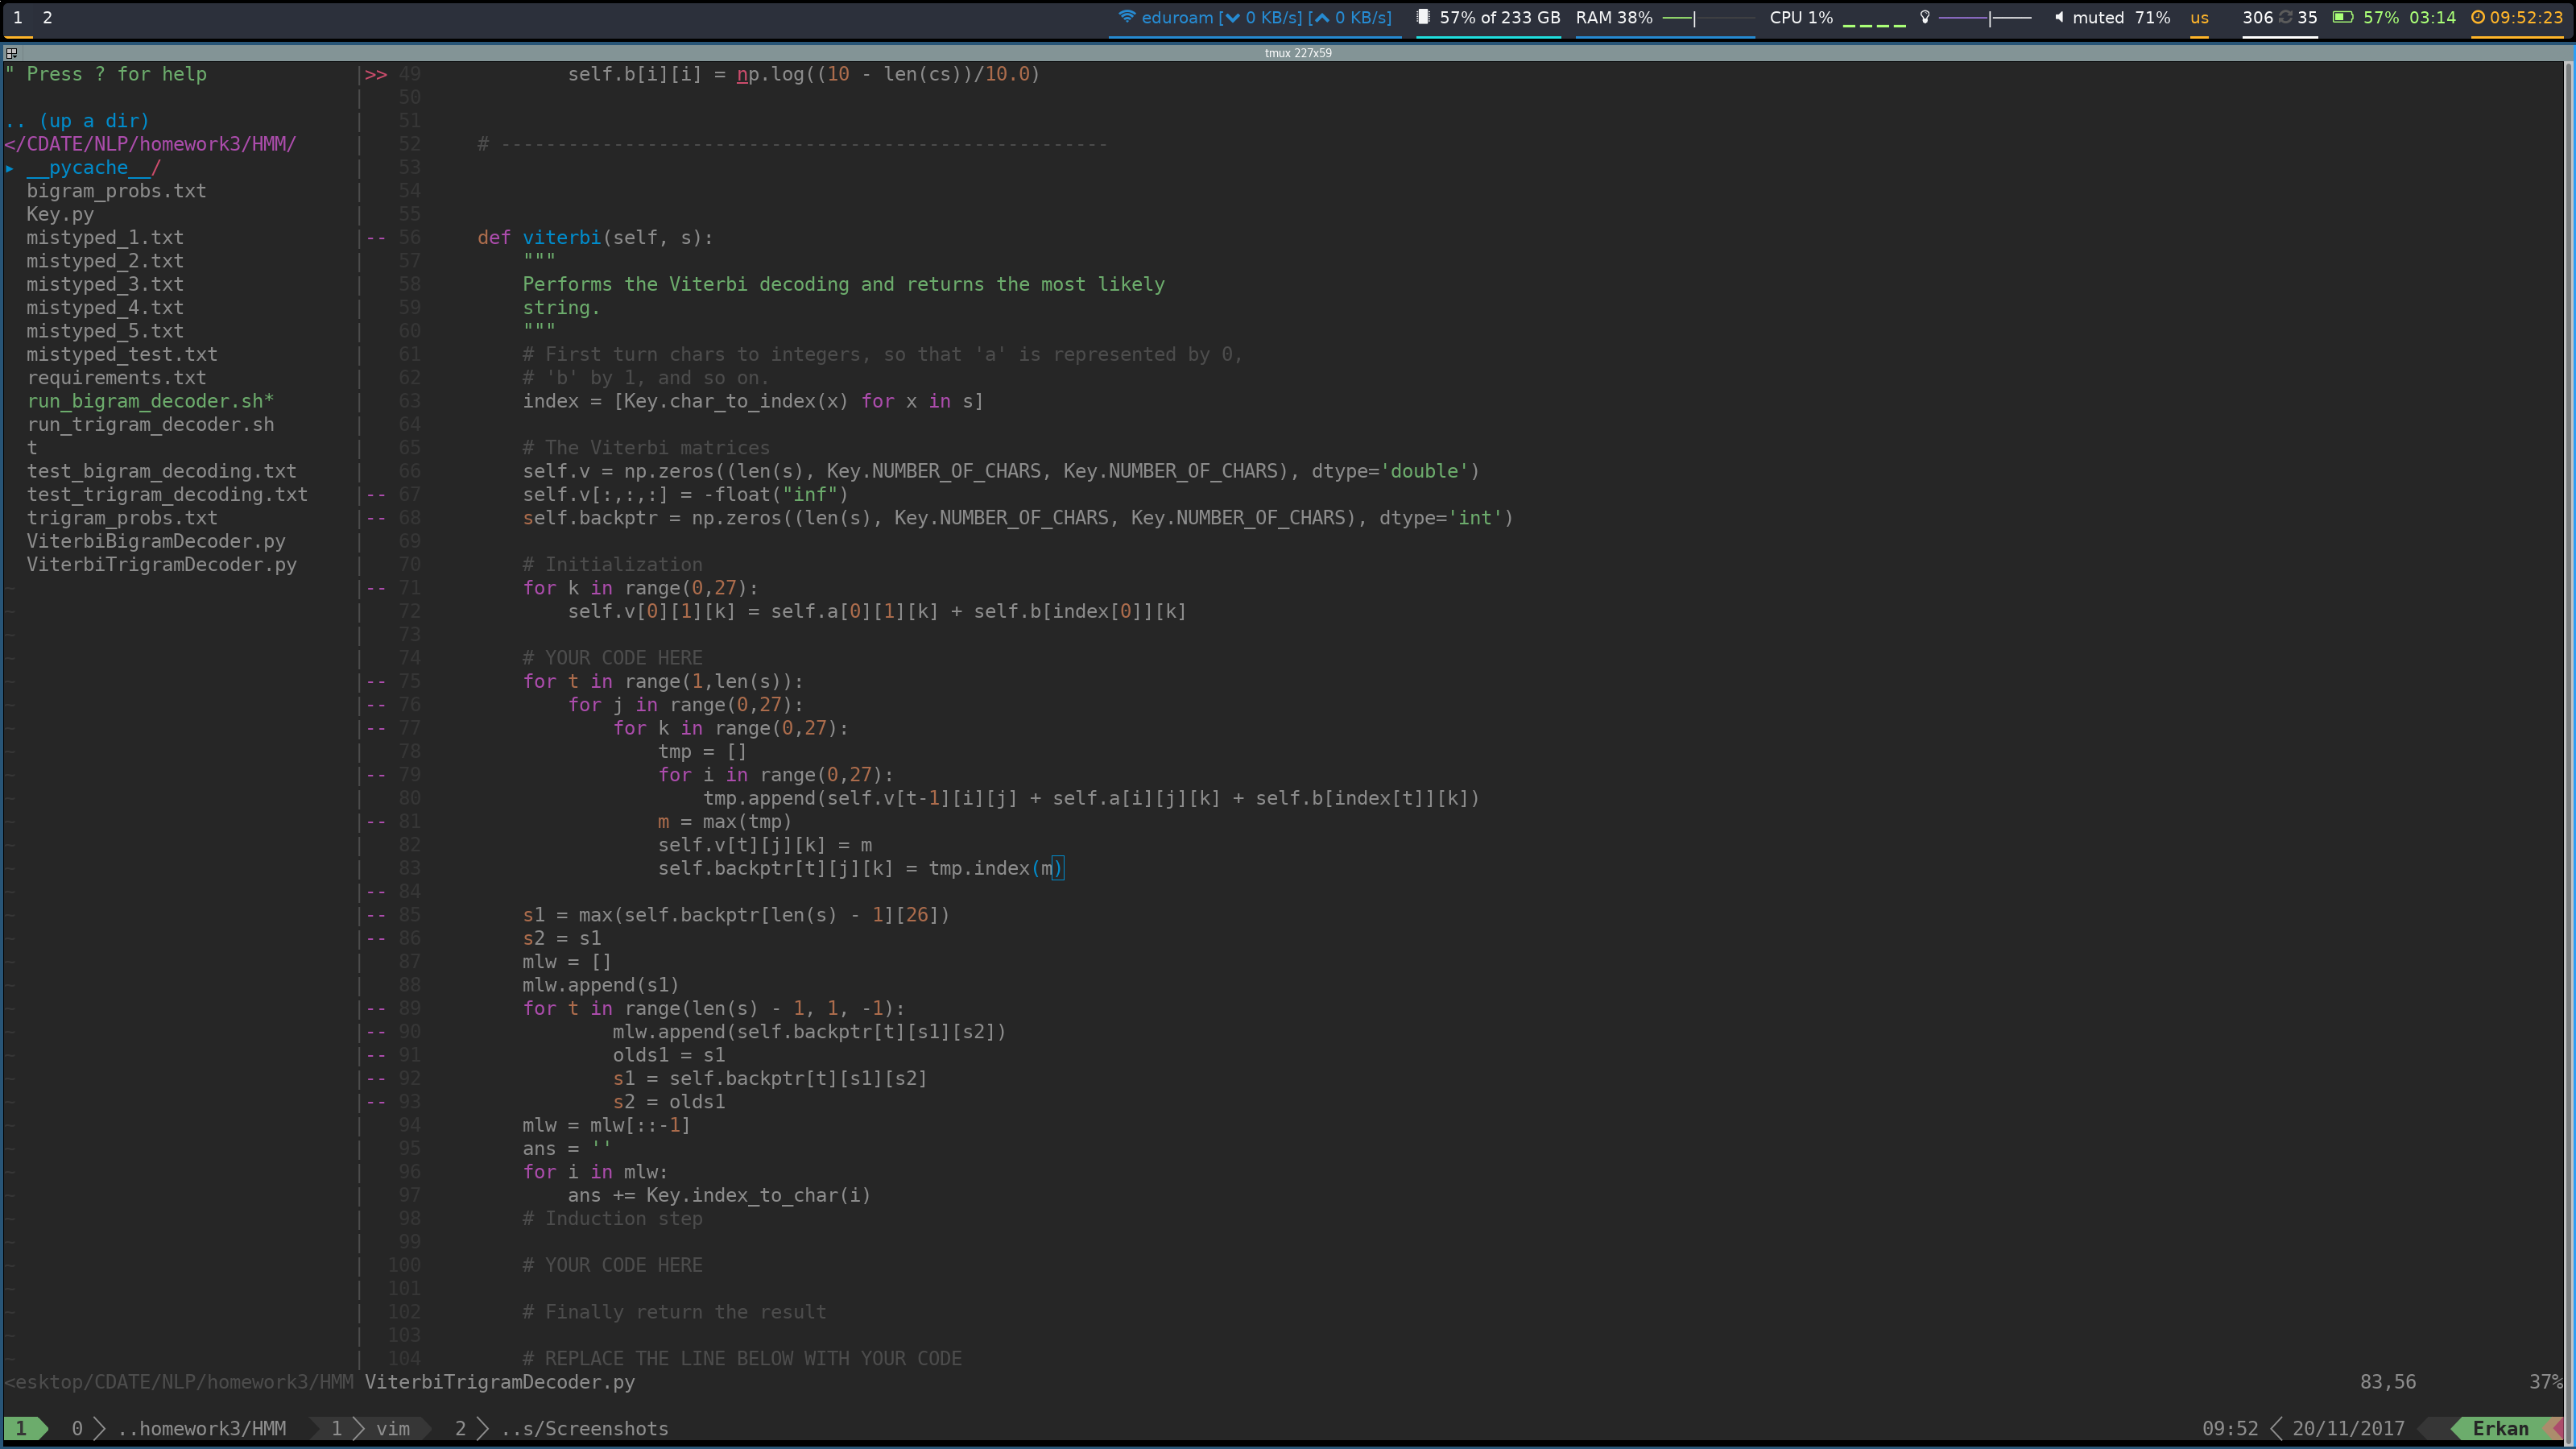 1 2 eduroam [ 0 KB/s] [ 0 KB/s] 57% of 233 GB RAM 38% CPU 1% muted 71% us 306 35 57% 03:14 09:52:23
tmux 227x59
" Press ? for help
.. (up a dir)
</CDATE/NLP/homework3/HMM/
▸ __pycache__/
bigram_probs.txt
Key.py
mistyped_1.txt
mistyped_2.txt
mistyped_3.txt
mistyped_4.txt
mistyped_5.txt
mistyped_test.txt
requirements.txt
run_bigram_decoder.sh*
run_trigram_decoder.sh
t
test_bigram_decoding.txt
test_trigram_decoding.txt
trigram_probs.txt
ViterbiBigramDecoder.py
ViterbiTrigramDecoder.py
>> 49 self.b[i][i] = np.log((10 - len(cs))/10.0)
50
51
52 # ------------------------------------------------------
53
54
55
-- 56 def viterbi(self, s):
57 """
58 Performs the Viterbi decoding and returns the most likely
59 string.
60 """
61 # First turn chars to integers, so that 'a' is represented by 0,
62 # 'b' by 1, and so on.
63 index = [Key.char_to_index(x) for x in s]
64
65 # The Viterbi matrices
66 self.v = np.zeros((len(s), Key.NUMBER_OF_CHARS, Key.NUMBER_OF_CHARS), dtype='double')
-- 67 self.v[:,:,:] = -float("inf")
-- 68 self.backptr = np.zeros((len(s), Key.NUMBER_OF_CHARS, Key.NUMBER_OF_CHARS), dtype='int')
69
70 # Initialization
-- 71 for k in range(0,27):
72 self.v[0][1][k] = self.a[0][1][k] + self.b[index[0]][k]
73
74 # YOUR CODE HERE
-- 75 for t in range(1,len(s)):
-- 76 for j in range(0,27):
-- 77 for k in range(0,27):
78 tmp = []
-- 79 for i in range(0,27):
80 tmp.append(self.v[t-1][i][j] + self.a[i][j][k] + self.b[index[t]][k])
-- 81 m = max(tmp)
82 self.v[t][j][k] = m
83 self.backptr[t][j][k] = tmp.index(m)
-- 84
-- 85 s1 = max(self.backptr[len(s) - 1][26])
-- 86 s2 = s1
87 mlw = []
88 mlw.append(s1)
-- 89 for t in range(len(s) - 1, 1, -1):
-- 90 mlw.append(self.backptr[t][s1][s2])
-- 91 olds1 = s1
-- 92 s1 = self.backptr[t][s1][s2]
-- 93 s2 = olds1
94 mlw = mlw[::-1]
95 ans = ''
96 for i in mlw:
97 ans += Key.index_to_char(i)
98 # Induction step
99
100 # YOUR CODE HERE
101
102 # Finally return the result
103
104 # REPLACE THE LINE BELOW WITH YOUR CODE
<esktop/CDATE/NLP/homework3/HMM ViterbiTrigramDecoder.py 83,56 37%
1 0 ..homework3/HMM 1 vim 2 ..s/Screenshots 09:52 20/11/2017 Erkan